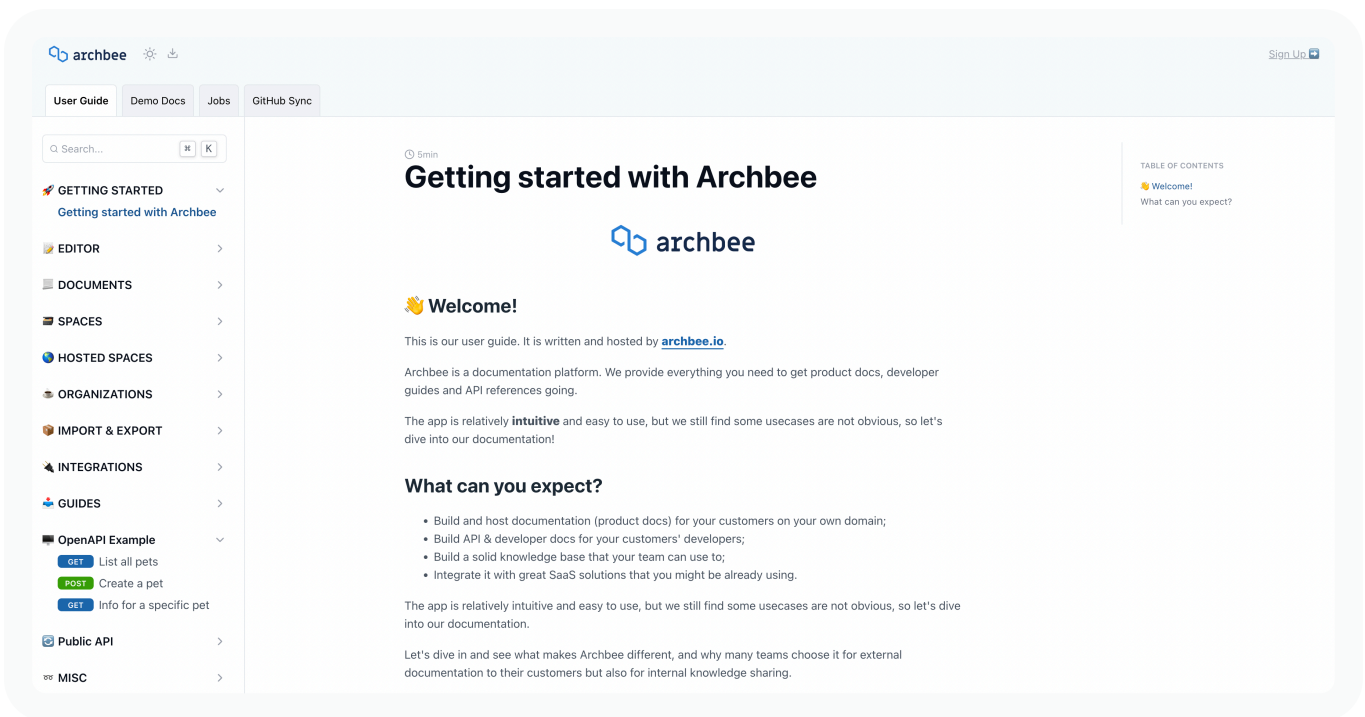 archbee
Sign Up
User Guide
Demo Docs
Jobs
GitHub Sync
Search...
⌘ K
GETTING STARTED
Getting started with Archbee
EDITOR
DOCUMENTS
SPACES
HOSTED SPACES
ORGANIZATIONS
IMPORT & EXPORT
INTEGRATIONS
GUIDES
OpenAPI Example
GET List all pets
POST Create a pet
GET Info for a specific pet
Public API
MISC
5min
Getting started with Archbee
archbee
👋 Welcome!
This is our user guide. It is written and hosted by archbee.io.
Archbee is a documentation platform. We provide everything you need to get product docs, developer
guides and API references going.
The app is relatively intuitive and easy to use, but we still find some usecases are not obvious, so let's
dive into our documentation!
What can you expect?
• Build and host documentation (product docs) for your customers on your own domain;
• Build API & developer docs for your customers' developers;
• Build a solid knowledge base that your team can use to;
• Integrate it with great SaaS solutions that you might be already using.
The app is relatively intuitive and easy to use, but we still find some usecases are not obvious, so let's dive
into our documentation.
Let's dive in and see what makes Archbee different, and why many teams choose it for external
documentation to their customers but also for internal knowledge sharing.
TABLE OF CONTENTS
👋 Welcome!
What can you expect?